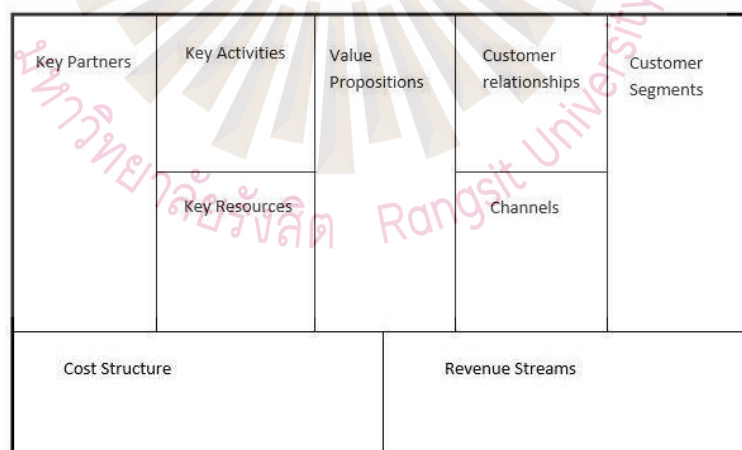 Key Partners
Key Activities
Value
Propositions
Customer
relationships
Customer
Segments
Key Resources
Channels
Cost Structure
Revenue Streams
มหาวิทยาลัยรังสิต Rangsit University